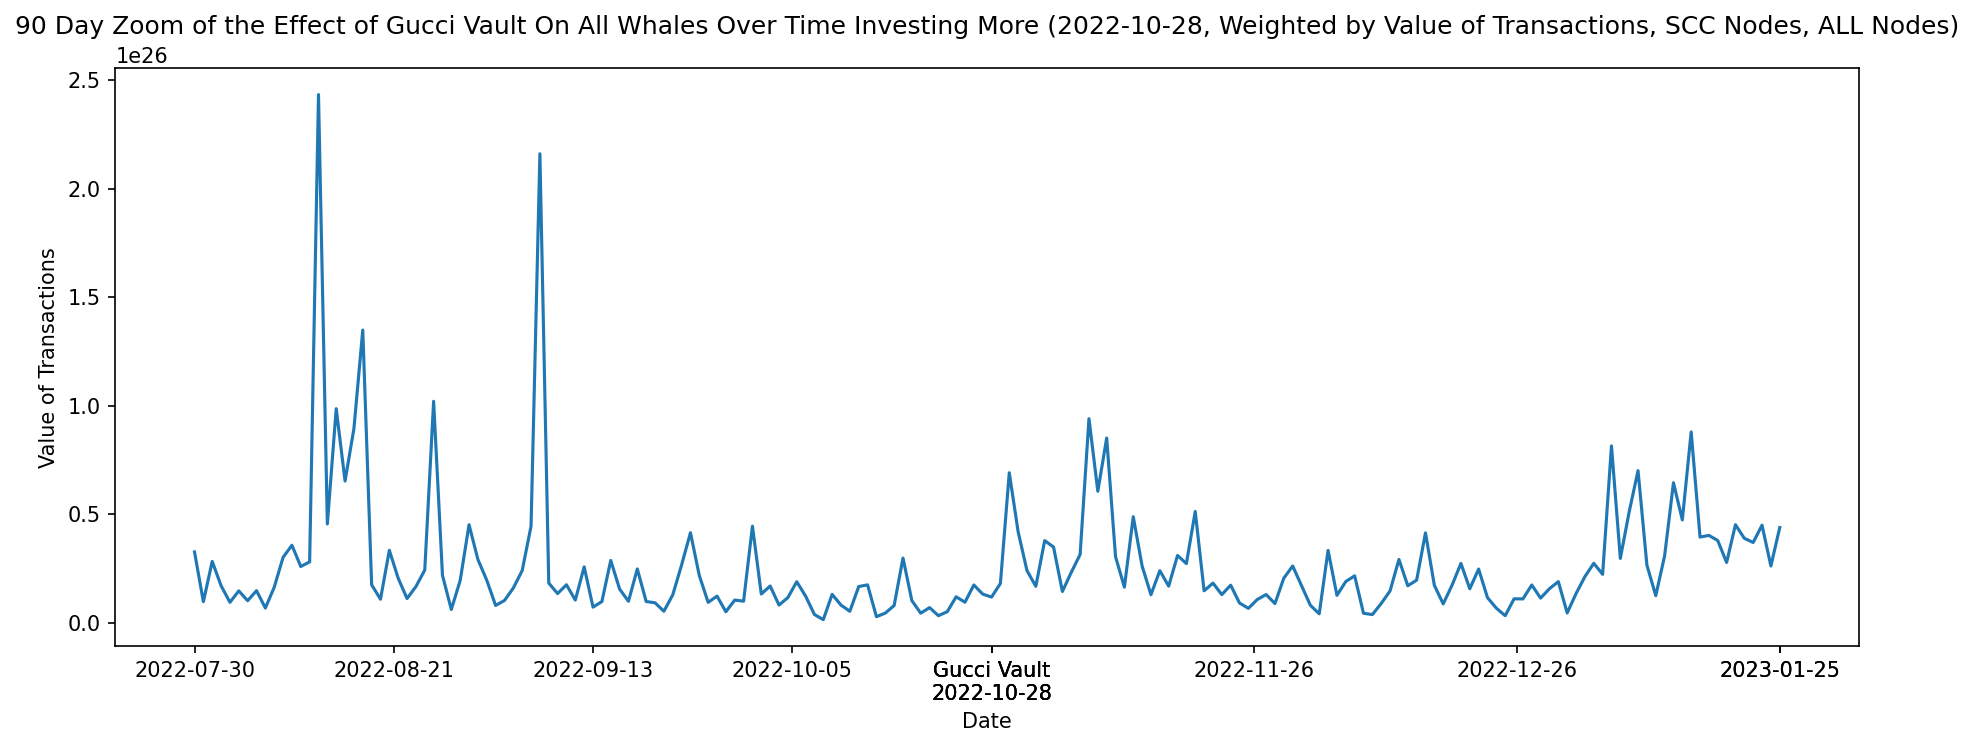 90 Day Zoom of the Effect of Gucci Vault On All Whales Over Time Investing More (2022-10-28, Weighted by Value of Transactions, SCC Nodes, ALL Nodes)
1e26
2.5
2.0
1.5
1.0
0.5
0.0
Value of Transactions
2022-07-30 2022-08-21 2022-09-13 2022-10-05 Gucci Vault 2022-11-26 2022-12-26 2023-01-25
2022-10-28
Date